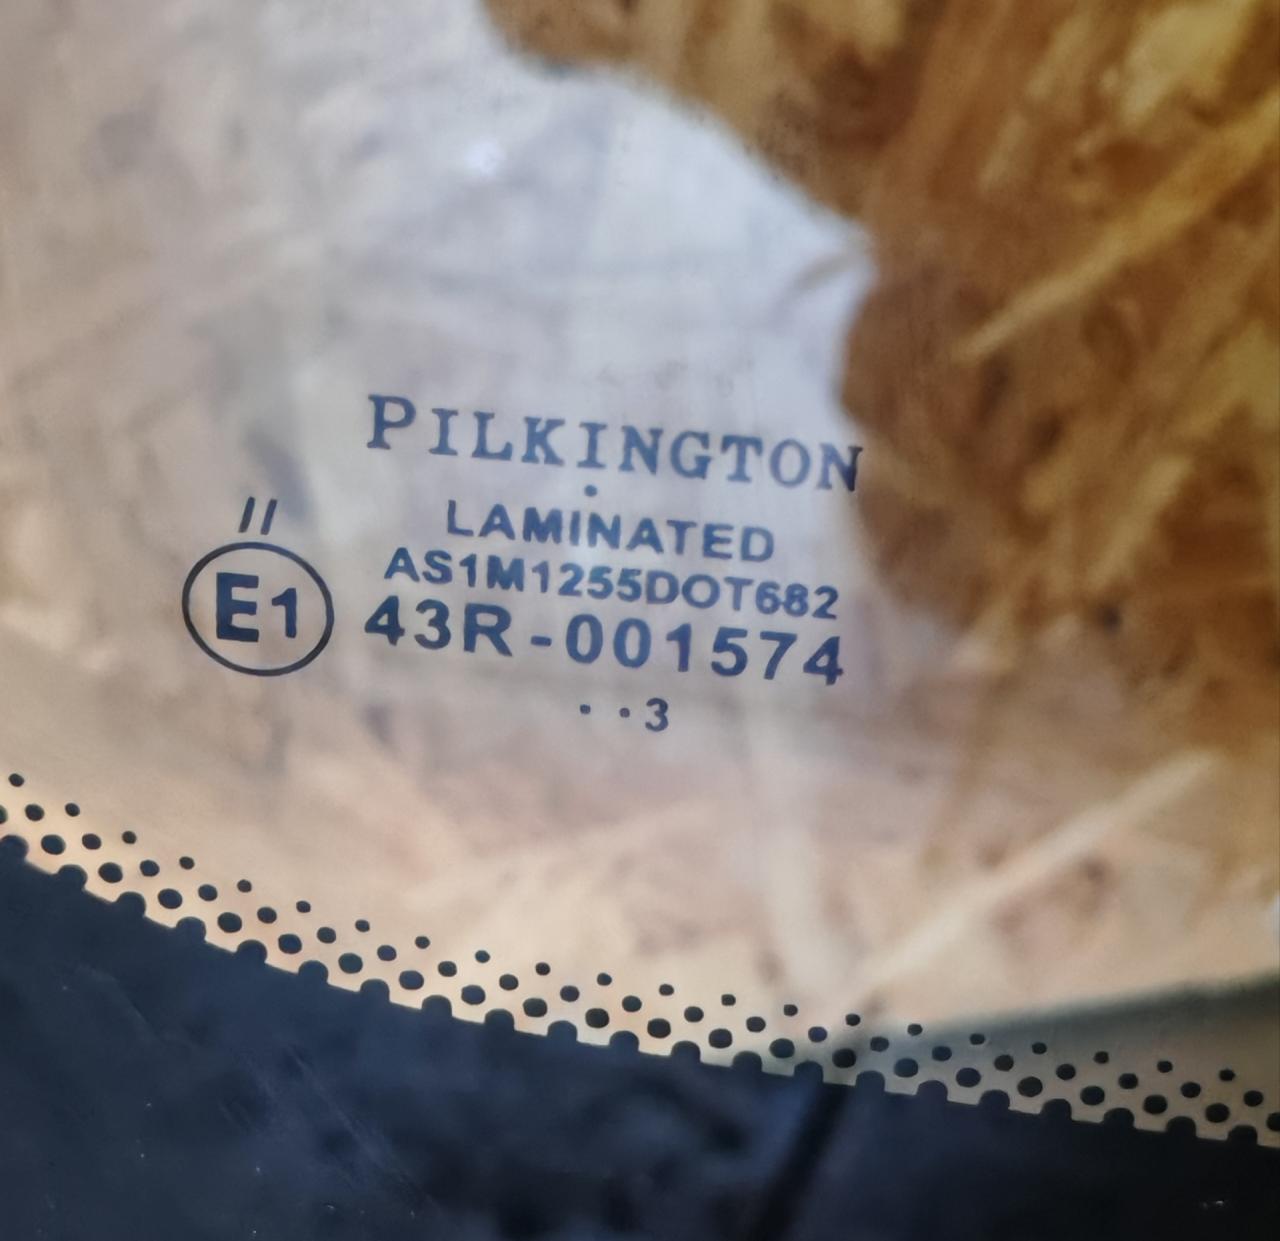 PILKINGTON
//
LAMINATED
AS1M1255DOT682
E1 43R-001574
. . 3